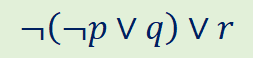 ¬(¬p ∨ q) ∨ r